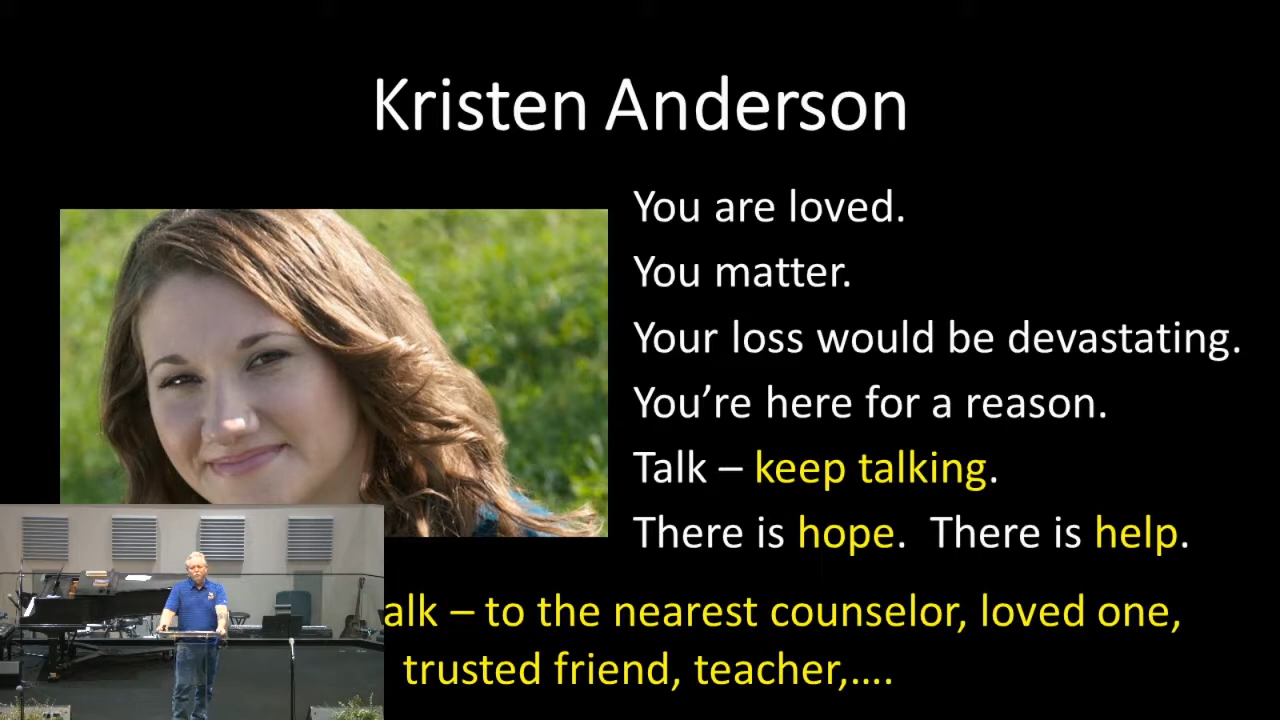 Kristen Anderson
You are loved.
You matter.
Your loss would be devastating.
You’re here for a reason.
Talk – keep talking.
There is hope.  There is help.
alk – to the nearest counselor, loved one,
trusted friend, teacher,….